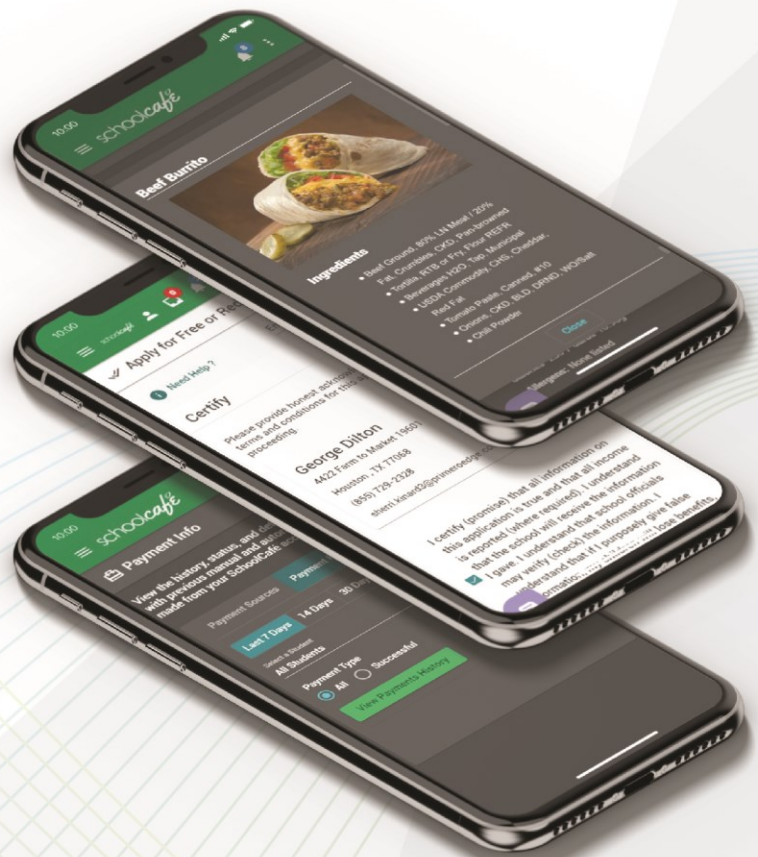 10:00
schoolcafé
8
Beef Burrito
Ingredients
• Beef Ground, 80% LN Meat / 20%
Fat, Crumbles, CKD, Pan-browned
• Tortilla, RTB or Fry, Flour REFR
• Beverages H2O, Tap, Municipal
• USDA Commodity, CHS, Cheddar,
Red Fat
• Tomato Paste, Canned, #10
• Onions, CKD, BLD, DRND, WO/Salt
• Chili Powder
Close
Allergens: None listed
10:00
schoolcafé
Apply for Free or
Need Help ?
Certify
Please provide honest
terms and conditions for this
proceeding.
George Dilton
4422 Farm to Market 1960
Houston , TX 77068
(855) 729-2328
I certify (promise) that all information on
this application is true and that all income
is reported (where required). I understand
that the school will receive the information
I gave. I understand that school officials
may verify (check) the information. I
understand that if I purposely give false
lose benefits,
10:00
schoolcafé
Payment Info
View the history, status, and
with previous manual and
made from your SchoolCafé
Payment Sources
Last 7 Days 14 Days 30
Select a Student
All Students
Payment Type
All Successful
View Payments History